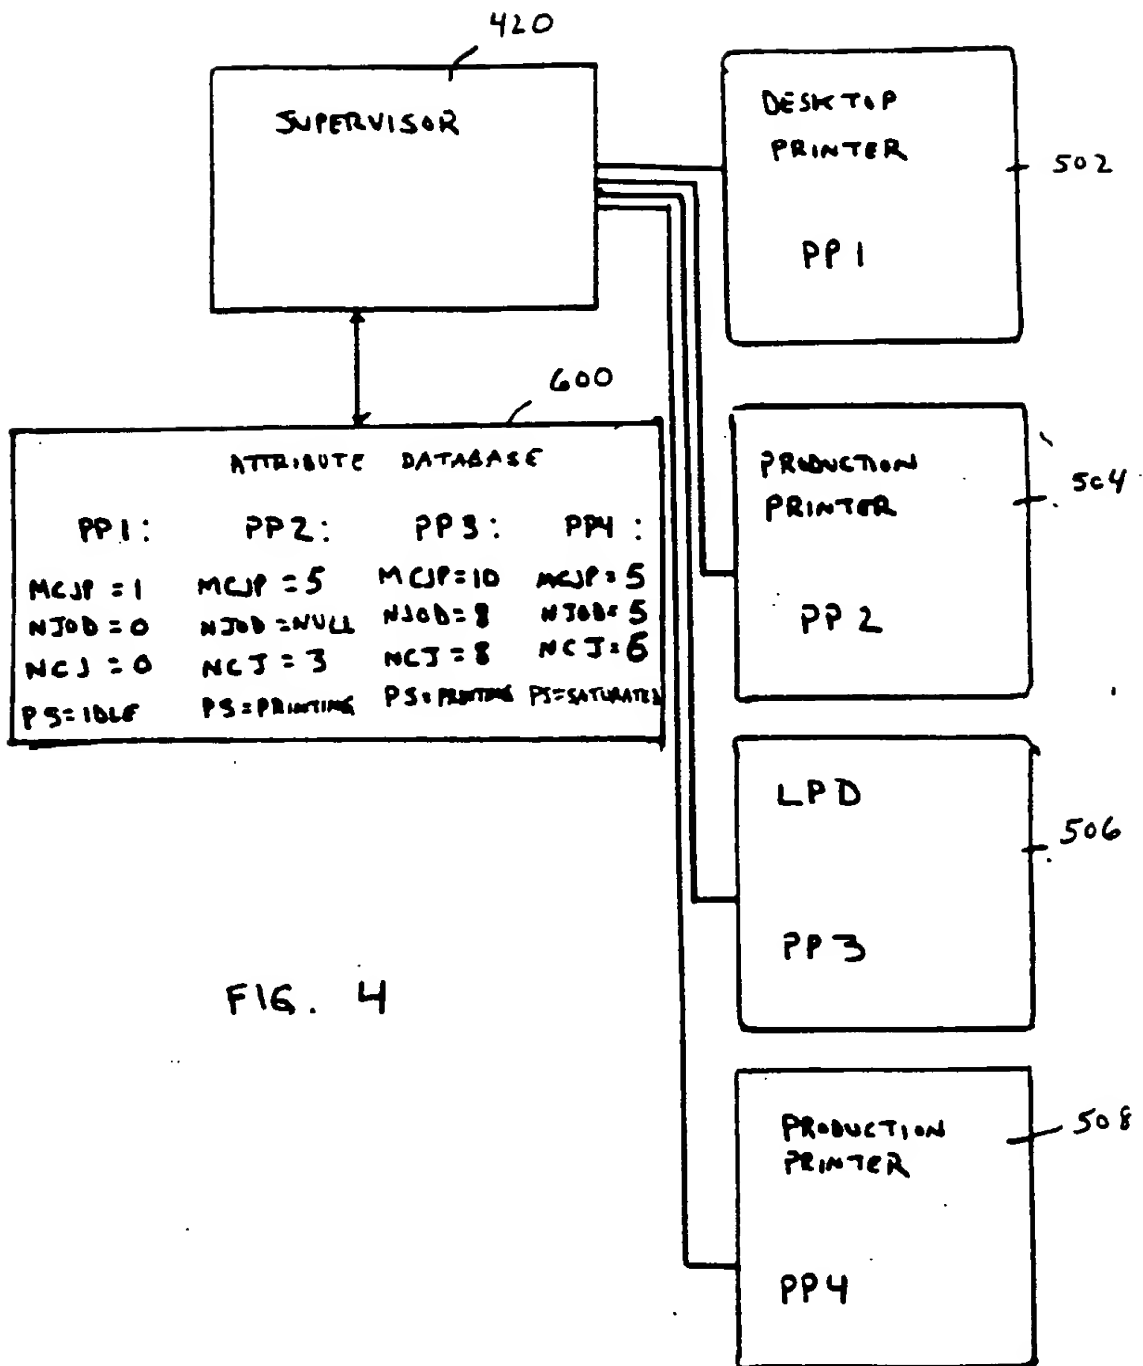 420
SUPERVISOR
DESKTOP
PRINTER
502
PP1
600
ATTRIBUTE DATABASE
PP1: PP2: PP3: PP4:
MCJP = 1 MCJP = 5 MCJP=10 MCJP=5
NJOD = 0 NJOD=NULL NJOD=8 NJOD=5
NCJ = 0 NCJ = 3 NCJ=8 NCJ=6
PS=IDLE PS=PRINTING PS=PRINTING PS=SATURATED
PRODUCTION
PRINTER
504
PP2
LPD
506
PP3
FIG. 4
PRODUCTION
PRINTER
508
PP4